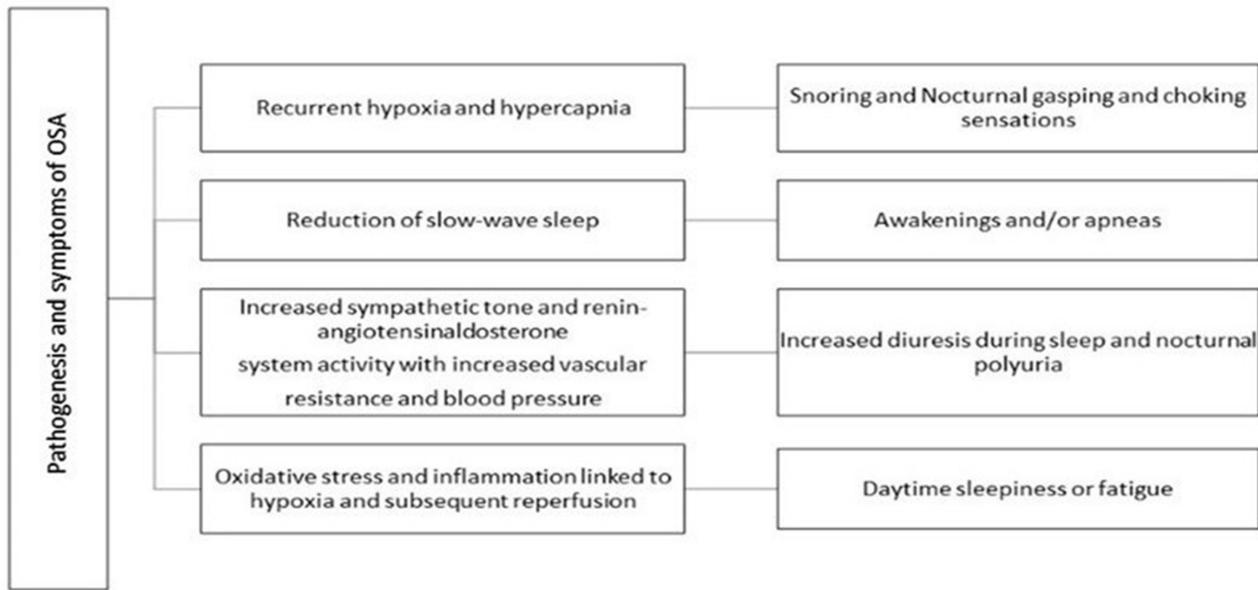 Pathogenesis and symptoms of OSA
Recurrent hypoxia and hypercapnia
Snoring and Nocturnal gasping and choking
sensations
Reduction of slow-wave sleep
Awakenings and/or apneas
Increased sympathetic tone and renin-
angiotensinaldosterone
system activity with increased vascular
resistance and blood pressure
Increased diuresis during sleep and nocturnal
polyuria
Oxidative stress and inflammation linked to
hypoxia and subsequent reperfusion
Daytime sleepiness or fatigue